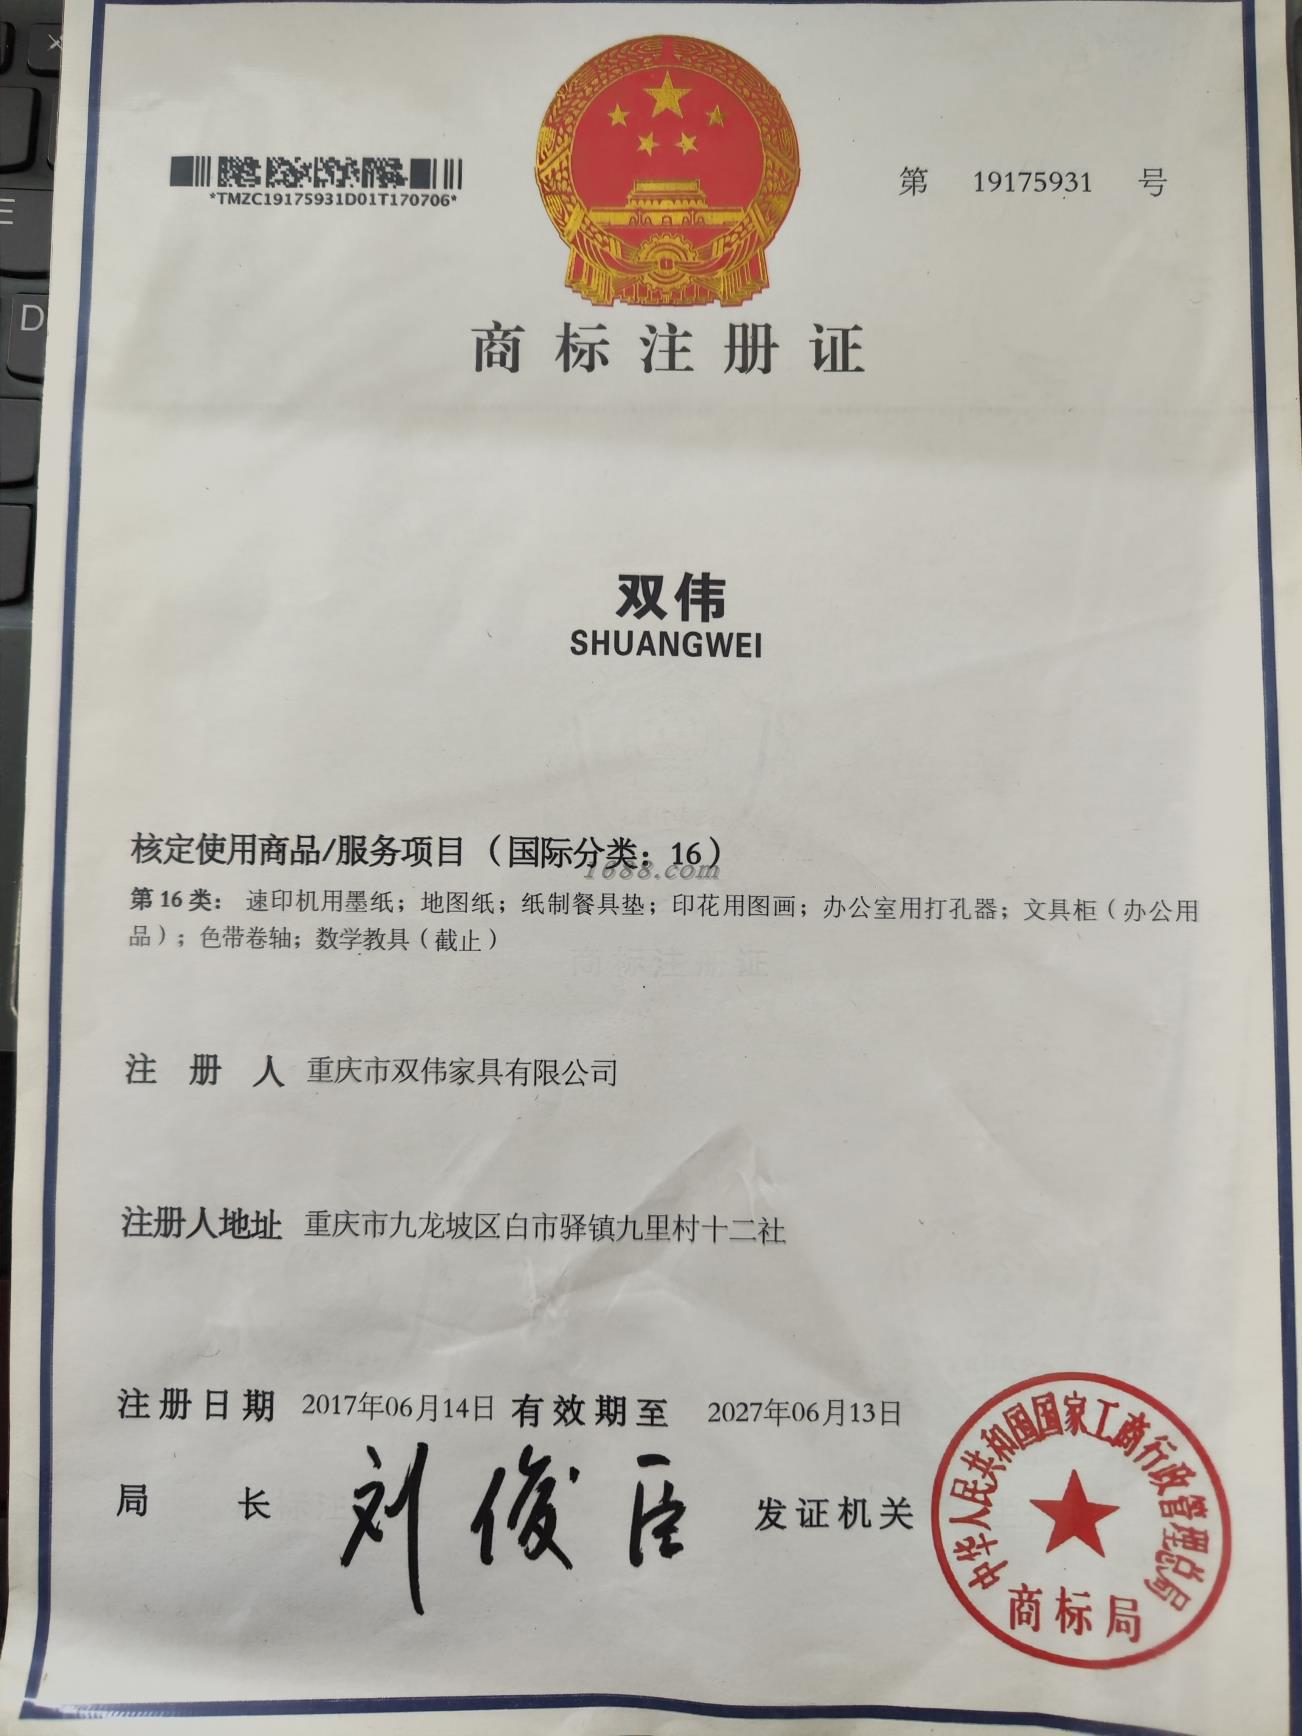 *TMZC19175931D01T170706*
第 19175931 号
商标注册证
双伟
SHUANGWEI
核定使用商品/服务项目（国际分类：16）
1688.com
第16类：速印机用墨纸；地图纸；纸制餐具垫；印花用图画；办公室用打孔器；文具柜（办公用
品）；色带卷轴；数学教具（截止）
商标注册证
注册人 重庆市双伟家具有限公司
注册人地址 重庆市九龙坡区白市驿镇九里村十二社
注册日期 2017年06月14日 有效期至 2027年06月13日
局长 刘俊臣 发证机关
中华人民共和国国家工商行政管理总局
商标局
D
E